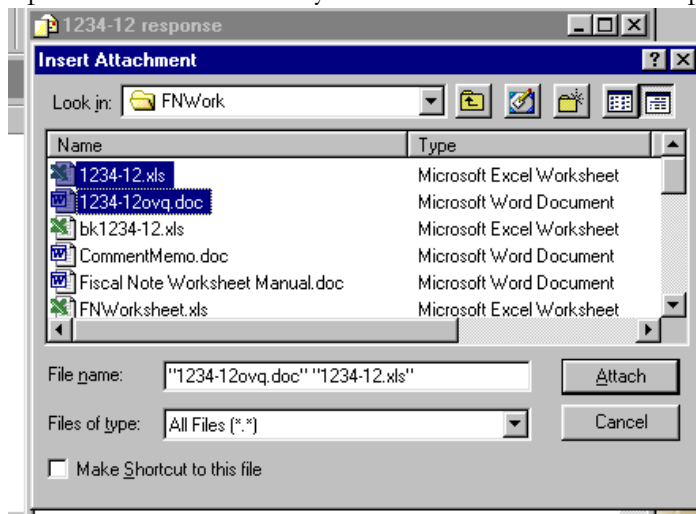 1234-12 response
Insert Attachment
Look in: FNWork
Name Type
1234-12.xls Microsoft Excel Worksheet
1234-12ovq.doc Microsoft Word Document
bk1234-12.xls Microsoft Excel Worksheet
CommentMemo.doc Microsoft Word Document
Fiscal Note Worksheet Manual.doc Microsoft Word Document
FNWorksheet.xls Microsoft Excel Worksheet
File name: "1234-12ovq.doc" "1234-12.xls" Attach
Files of type: All Files (*.*) Cancel
Make Shortcut to this file